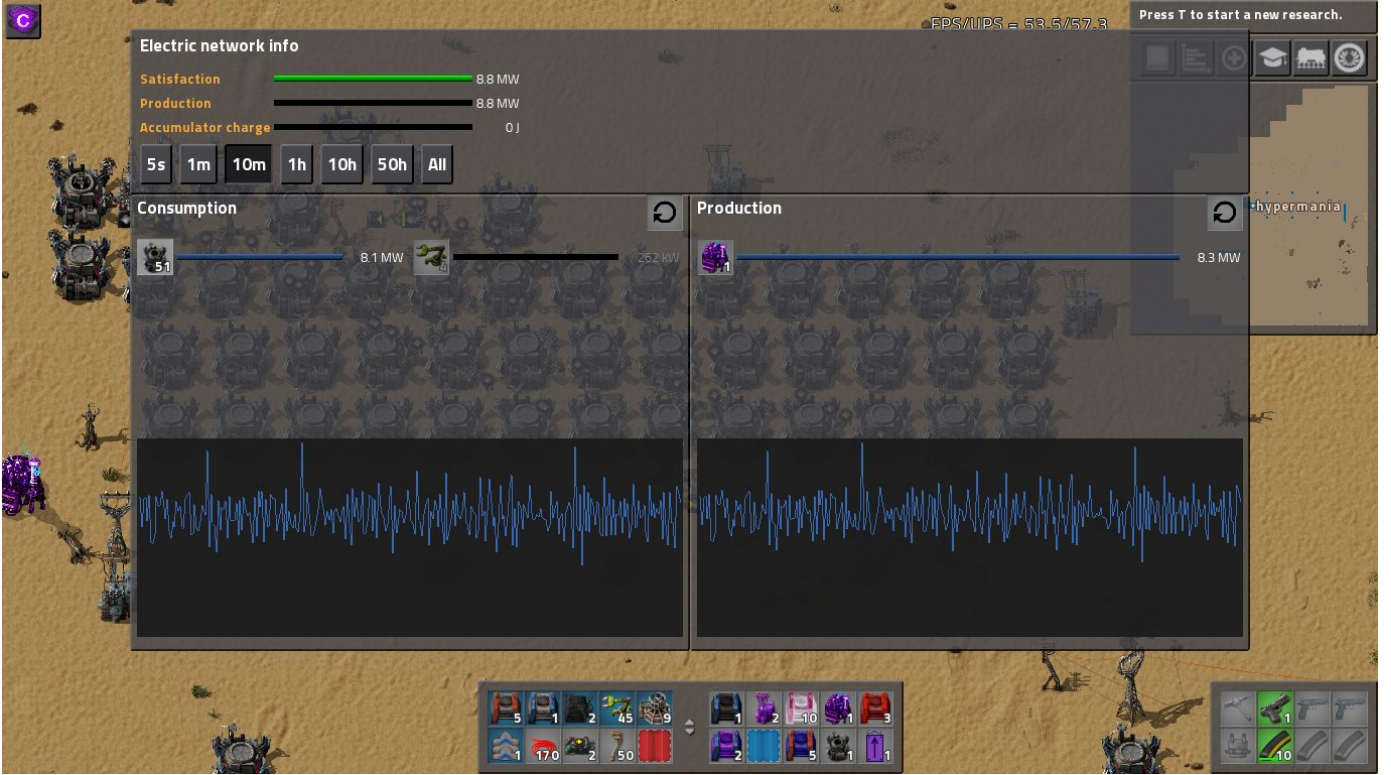 C
FPS/UPS = 53.5/57.3
Press T to start a new research.
Electric network info
Satisfaction 8.8 MW
Production 8.8 MW
Accumulator charge 0 J
5s 1m 10m 1h 10h 50h All
Consumption
Production
hypermania
51 8.1 MW 4 262 kW
1 8.3 MW
5 1 2 45 9 1 2 10 1 3
1 170 2 50 2 5 1 1
1
10